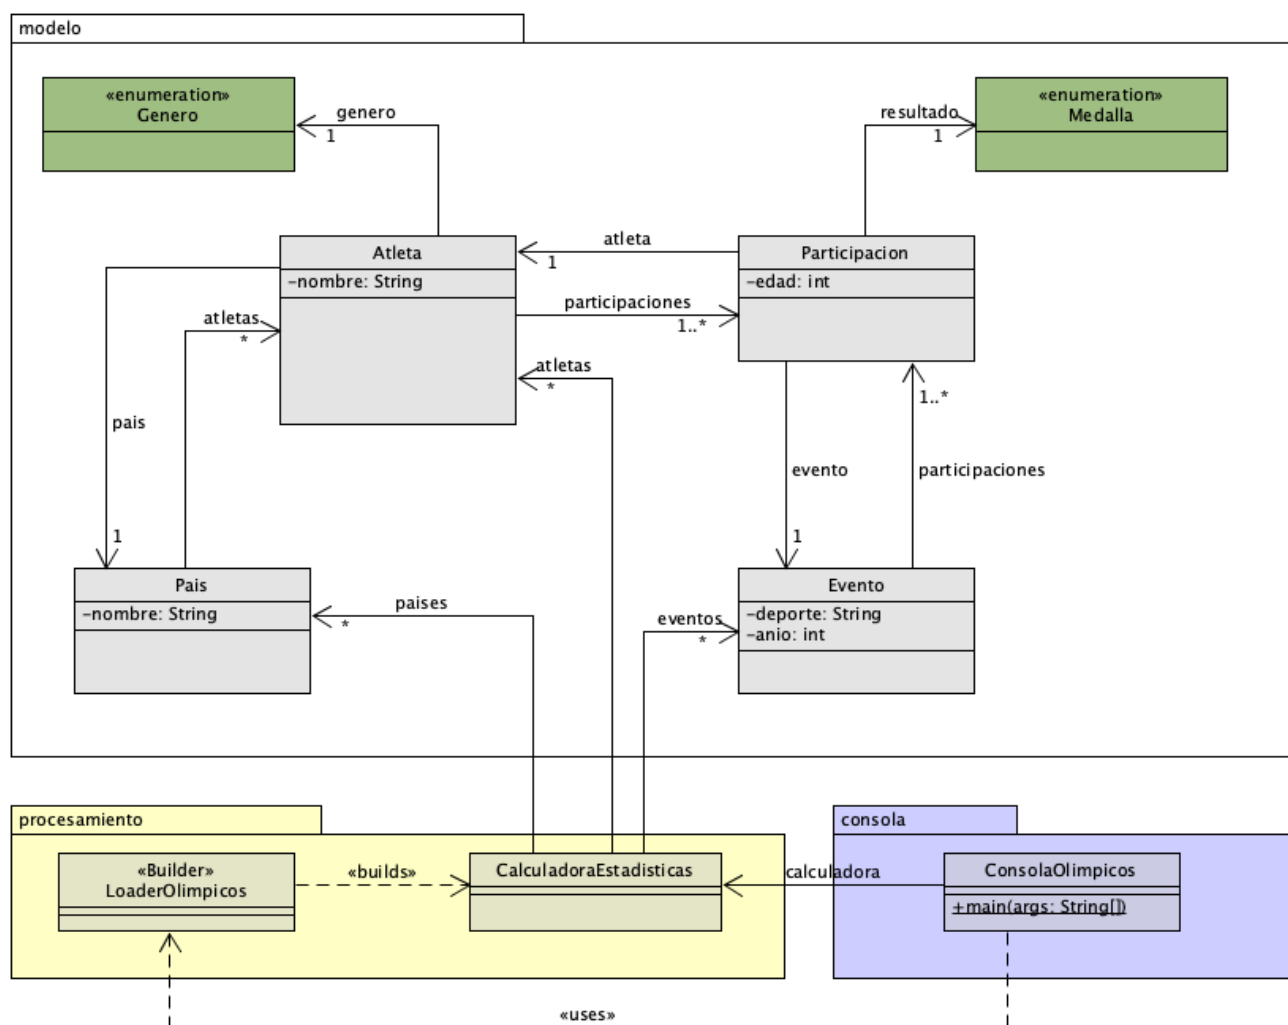 modelo
«enumeration»
Genero
genero
1
resultado
1
«enumeration»
Medalla
Atleta
-nombre: String
atleta
1
participaciones
1..*
Participacion
-edad: int
atletas
*
atletas
*
pais
1
evento
1
1..*
participaciones
Pais
-nombre: String
paises
*
eventos
*
Evento
-deporte: String
-anio: int
procesamiento
«Builder»
LoaderOlimpicos
«builds»
CalculadoraEstadisticas
calculadora
consola
ConsolaOlimpicos
+main(args: String[])
«uses»